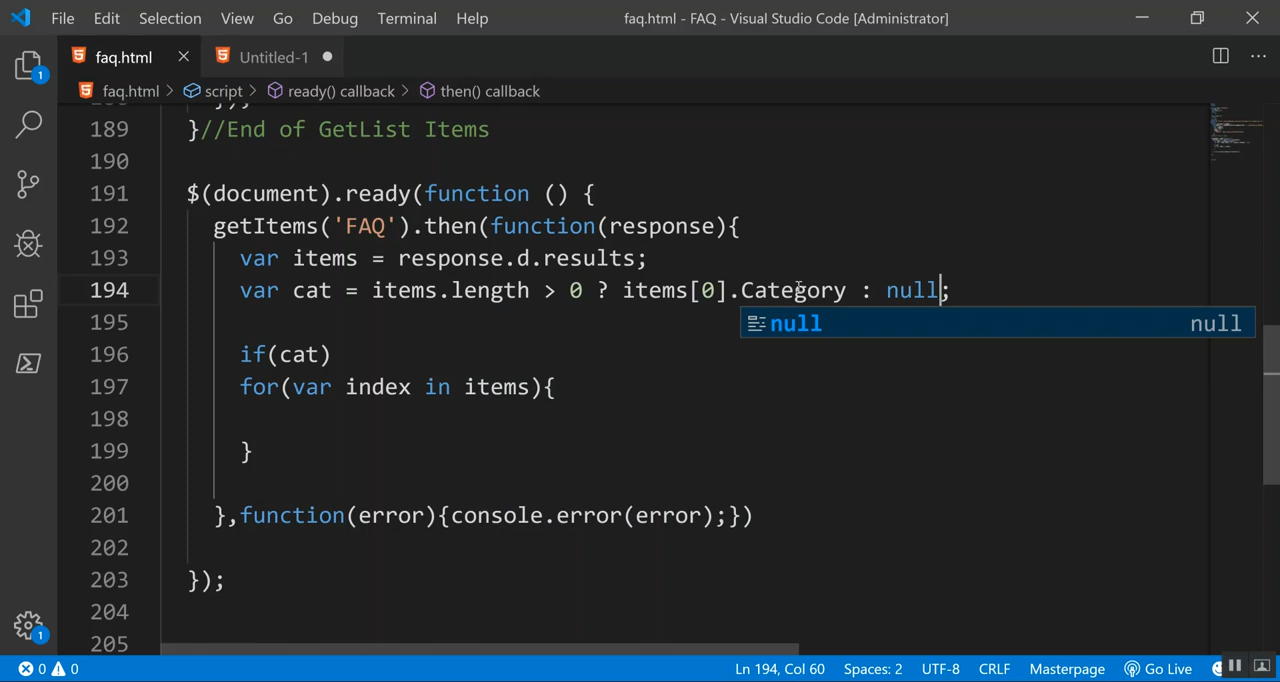 File Edit Selection View Go Debug Terminal Help faq.html - FAQ - Visual Studio Code [Administrator]
faq.html Untitled-1
faq.html > script > ready() callback > then() callback
189 }//End of GetList Items
190
191 $(document).ready(function () {
192 getItems('FAQ').then(function(response){
193 var items = response.d.results;
194 var cat = items.length > 0 ? items[0].Category : null;
195 null null
196 if(cat)
197 for(var index in items){
198
199 }
200
201 },function(error){console.error(error);})
202
203 });
204
205
1
1
0 0 Ln 194, Col 60 Spaces: 2 UTF-8 CRLF Masterpage Go Live